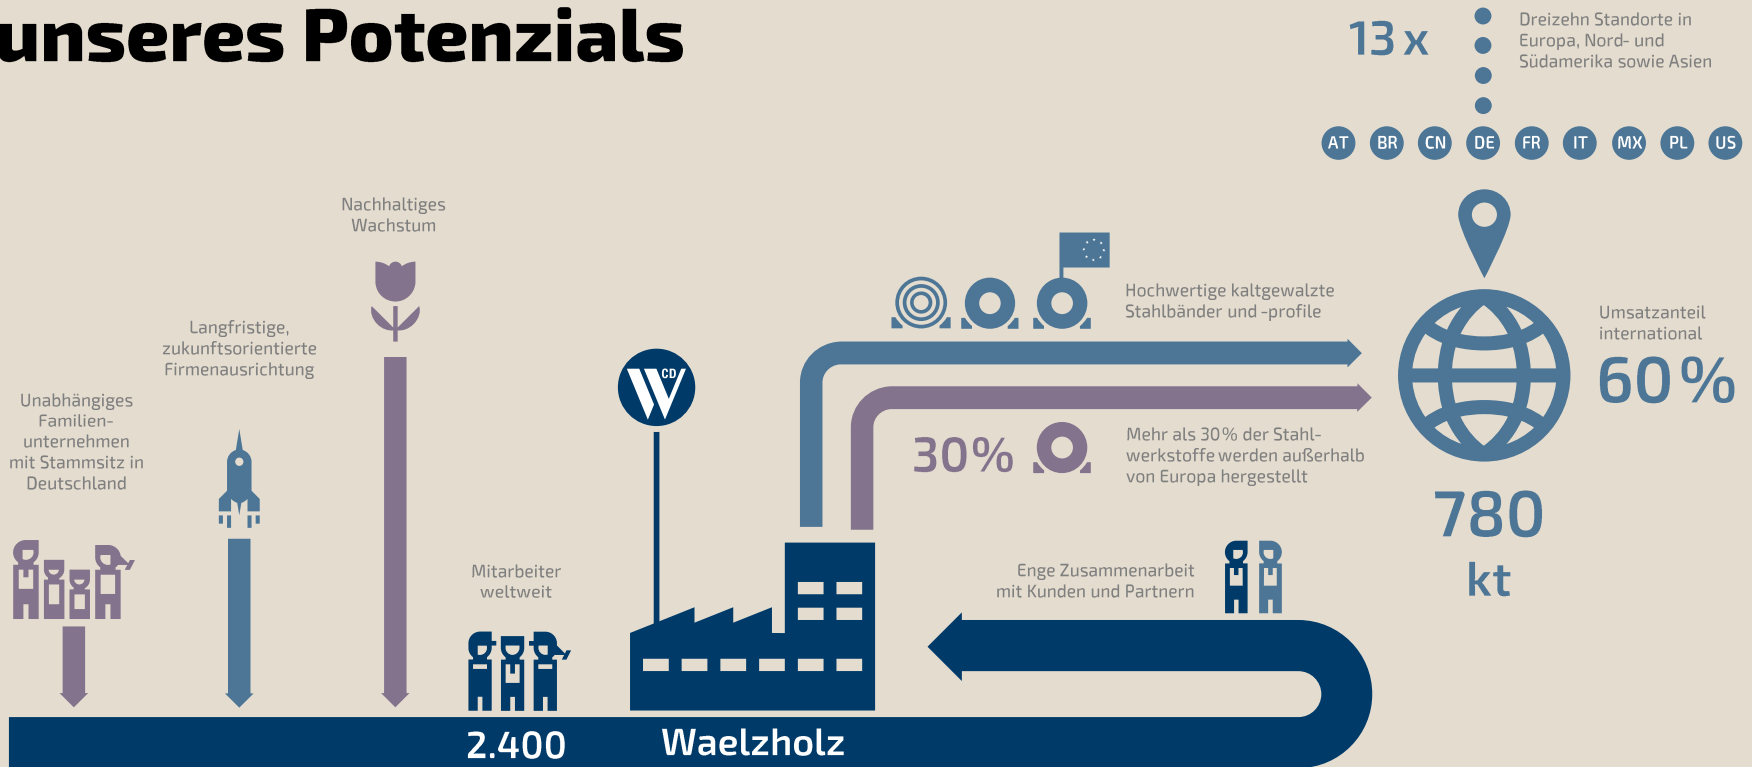 unseres Potenzials
13 x
Dreizehn Standorte in
Europa, Nord- und
Südamerika sowie Asien
AT BR CN DE FR IT MX PL US
Nachhaltiges
Wachstum
Langfristige,
zukunftsorientierte
Firmenausrichtung
Unabhängiges
Familien-
unternehmen
mit Stammsitz in
Deutschland
Hochwertige kaltgewalzte
Stahlbänder und -profile
Umsatzanteil
international
60 %
W CD
30 %
Mehr als 30 % der Stahl-
werkstoffe werden außerhalb
von Europa hergestellt
780
kt
Mitarbeiter
weltweit
Enge Zusammenarbeit
mit Kunden und Partnern
2.400
Waelzholz